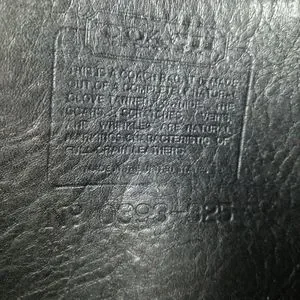 COACH
THIS IS A COACH BAG. IT IS MADE
OUT OF A COMPLETELY NATURAL
GLOVE TANNED COWHIDE. THE
SCARS, SCRATCHES, VEINS,
AND WRINKLES ARE NATURAL
MARKINGS CHARACTERISTIC OF
FULL GRAIN LEATHERS.
MADE IN THE UNITED STATES